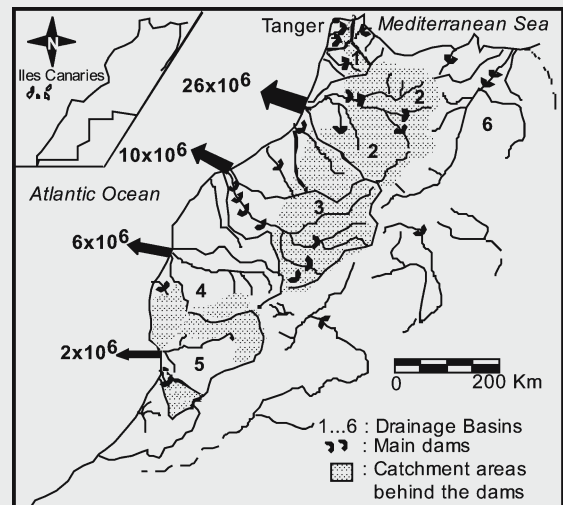 Tanger
Mediterranean Sea
N
Iles Canaries
1
26x10⁶
2
2
6
10x10⁶
Atlantic Ocean
3
6x10⁶
4
2x10⁶
5
0 200 Km
1...6 : Drainage Basins
: Main dams
: Catchment areas
behind the dams